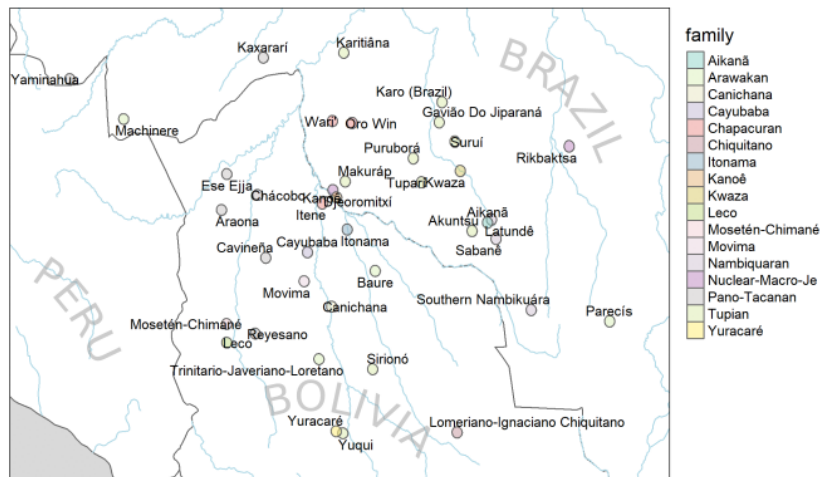 Kaxararí
Karitiâna
Yaminahua
BRAZIL
Karo (Brazil)
Gavião Do Jiparaná
Machinere
Wari
Oro Win
Suruí
Rikbaktsa
Puruborá
Makuráp
Tupari
Kwaza
Ese Ejja
Chácobo
Kanoê
Djeoromitxí
Itene
Araona
Aikanã
Akuntsu
Latundê
Itonama
Cayubaba
Sabanê
Cavineña
Baure
Movima
PERU
Canichana
Southern Nambikuára
Parecís
Mosetén-Chimané
Reyesano
Leco
Sirionó
Trinitario-Javeriano-Loretano
BOLIVIA
Yuracaré
Yuqui
Lomeriano-Ignaciano Chiquitano
family
Aikanã
Arawakan
Canichana
Cayubaba
Chapacuran
Chiquitano
Itonama
Kanoê
Kwaza
Leco
Mosetén-Chimané
Movima
Nambiquaran
Nuclear-Macro-Je
Pano-Tacanan
Tupian
Yuracaré